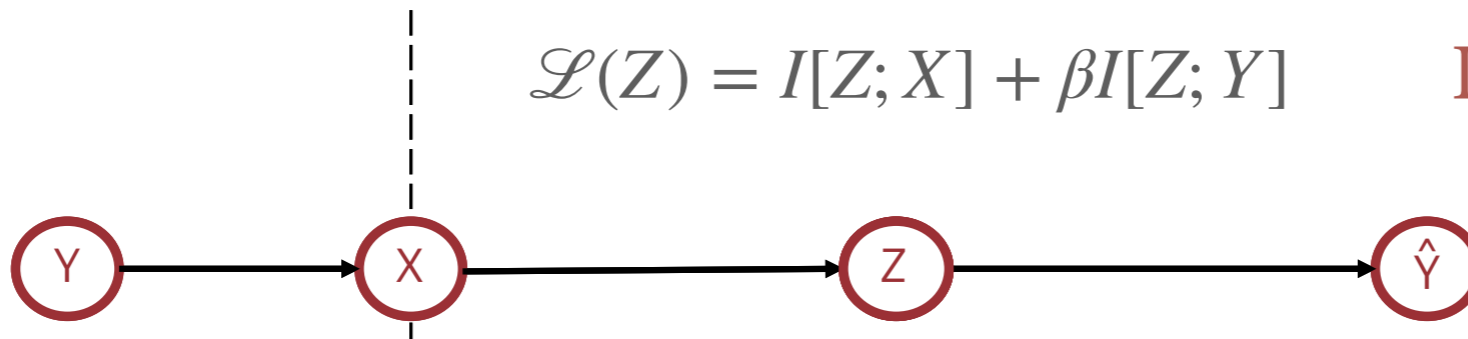 ℒ(Z) = I[Z; X] + βI[Z; Y]
Y X Z Ŷ